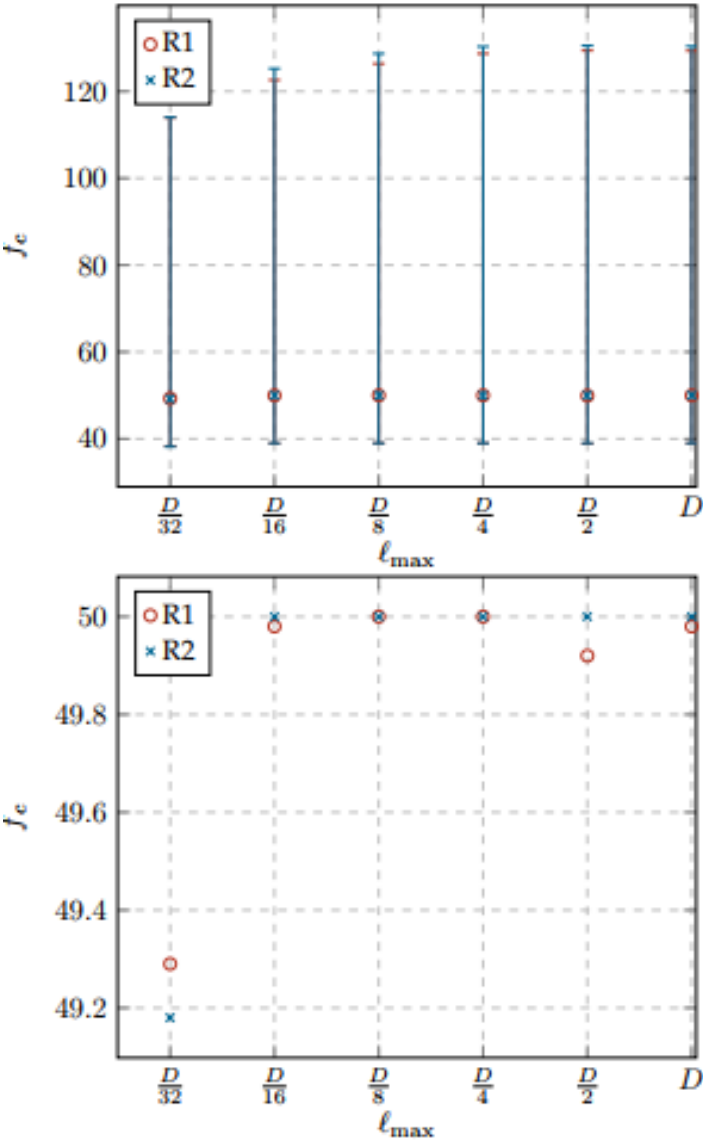 R1
R2
120
100
80
60
40
f_c
D/32 D/16 D/8 D/4 D/2 D
ℓ_max
R1
R2
50
49.8
49.6
49.4
49.2
f_c
D/32 D/16 D/8 D/4 D/2 D
ℓ_max